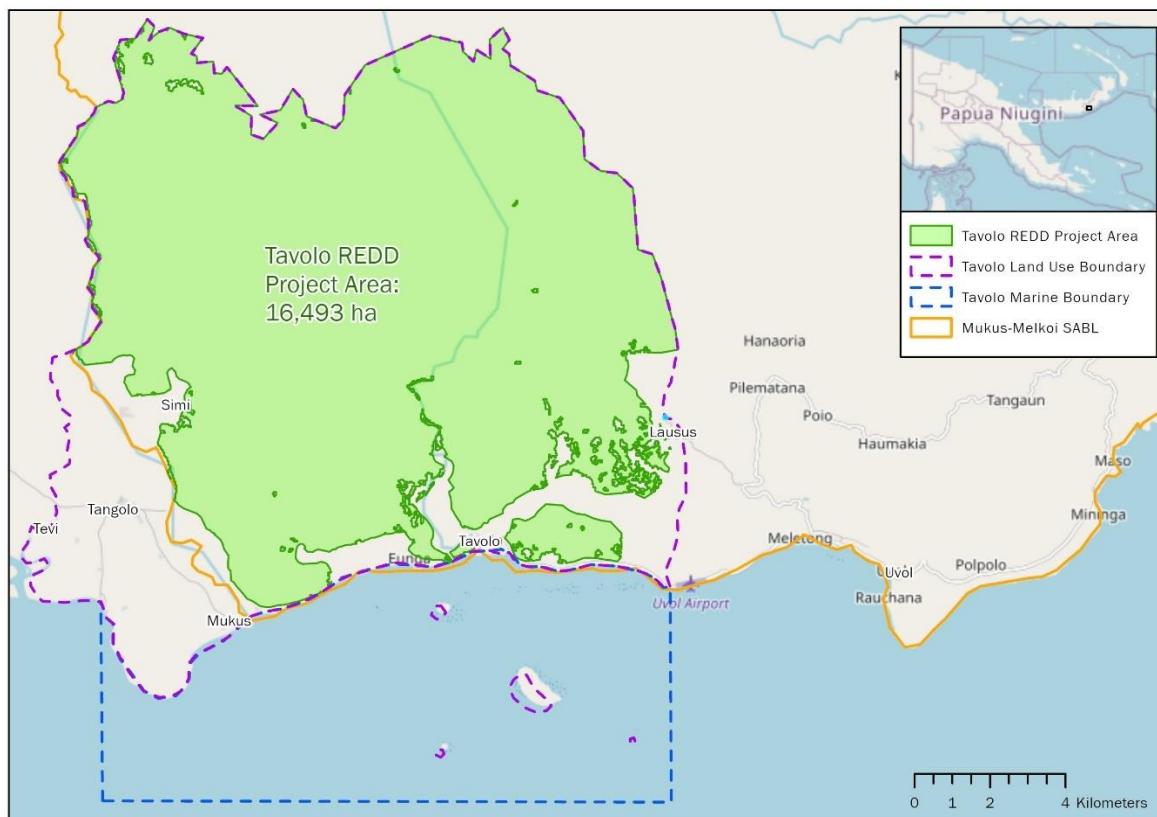 Papua Niugini
Tavolo REDD Project Area
Tavolo Land Use Boundary
Tavolo Marine Boundary
Mukus-Melkoi SABL
K
Tavolo REDD
Project Area:
16,493 ha
Hanaoria
Pilematana
Tangaun
Poio
Simi
Haumakia
Lausus
Maso
Tangolo
Mininga
Tevi
Meletong
Tavolo
Polpolo
Uvol
Rauchana
Uvol Airport
Mukus
0 1 2 4 Kilometers